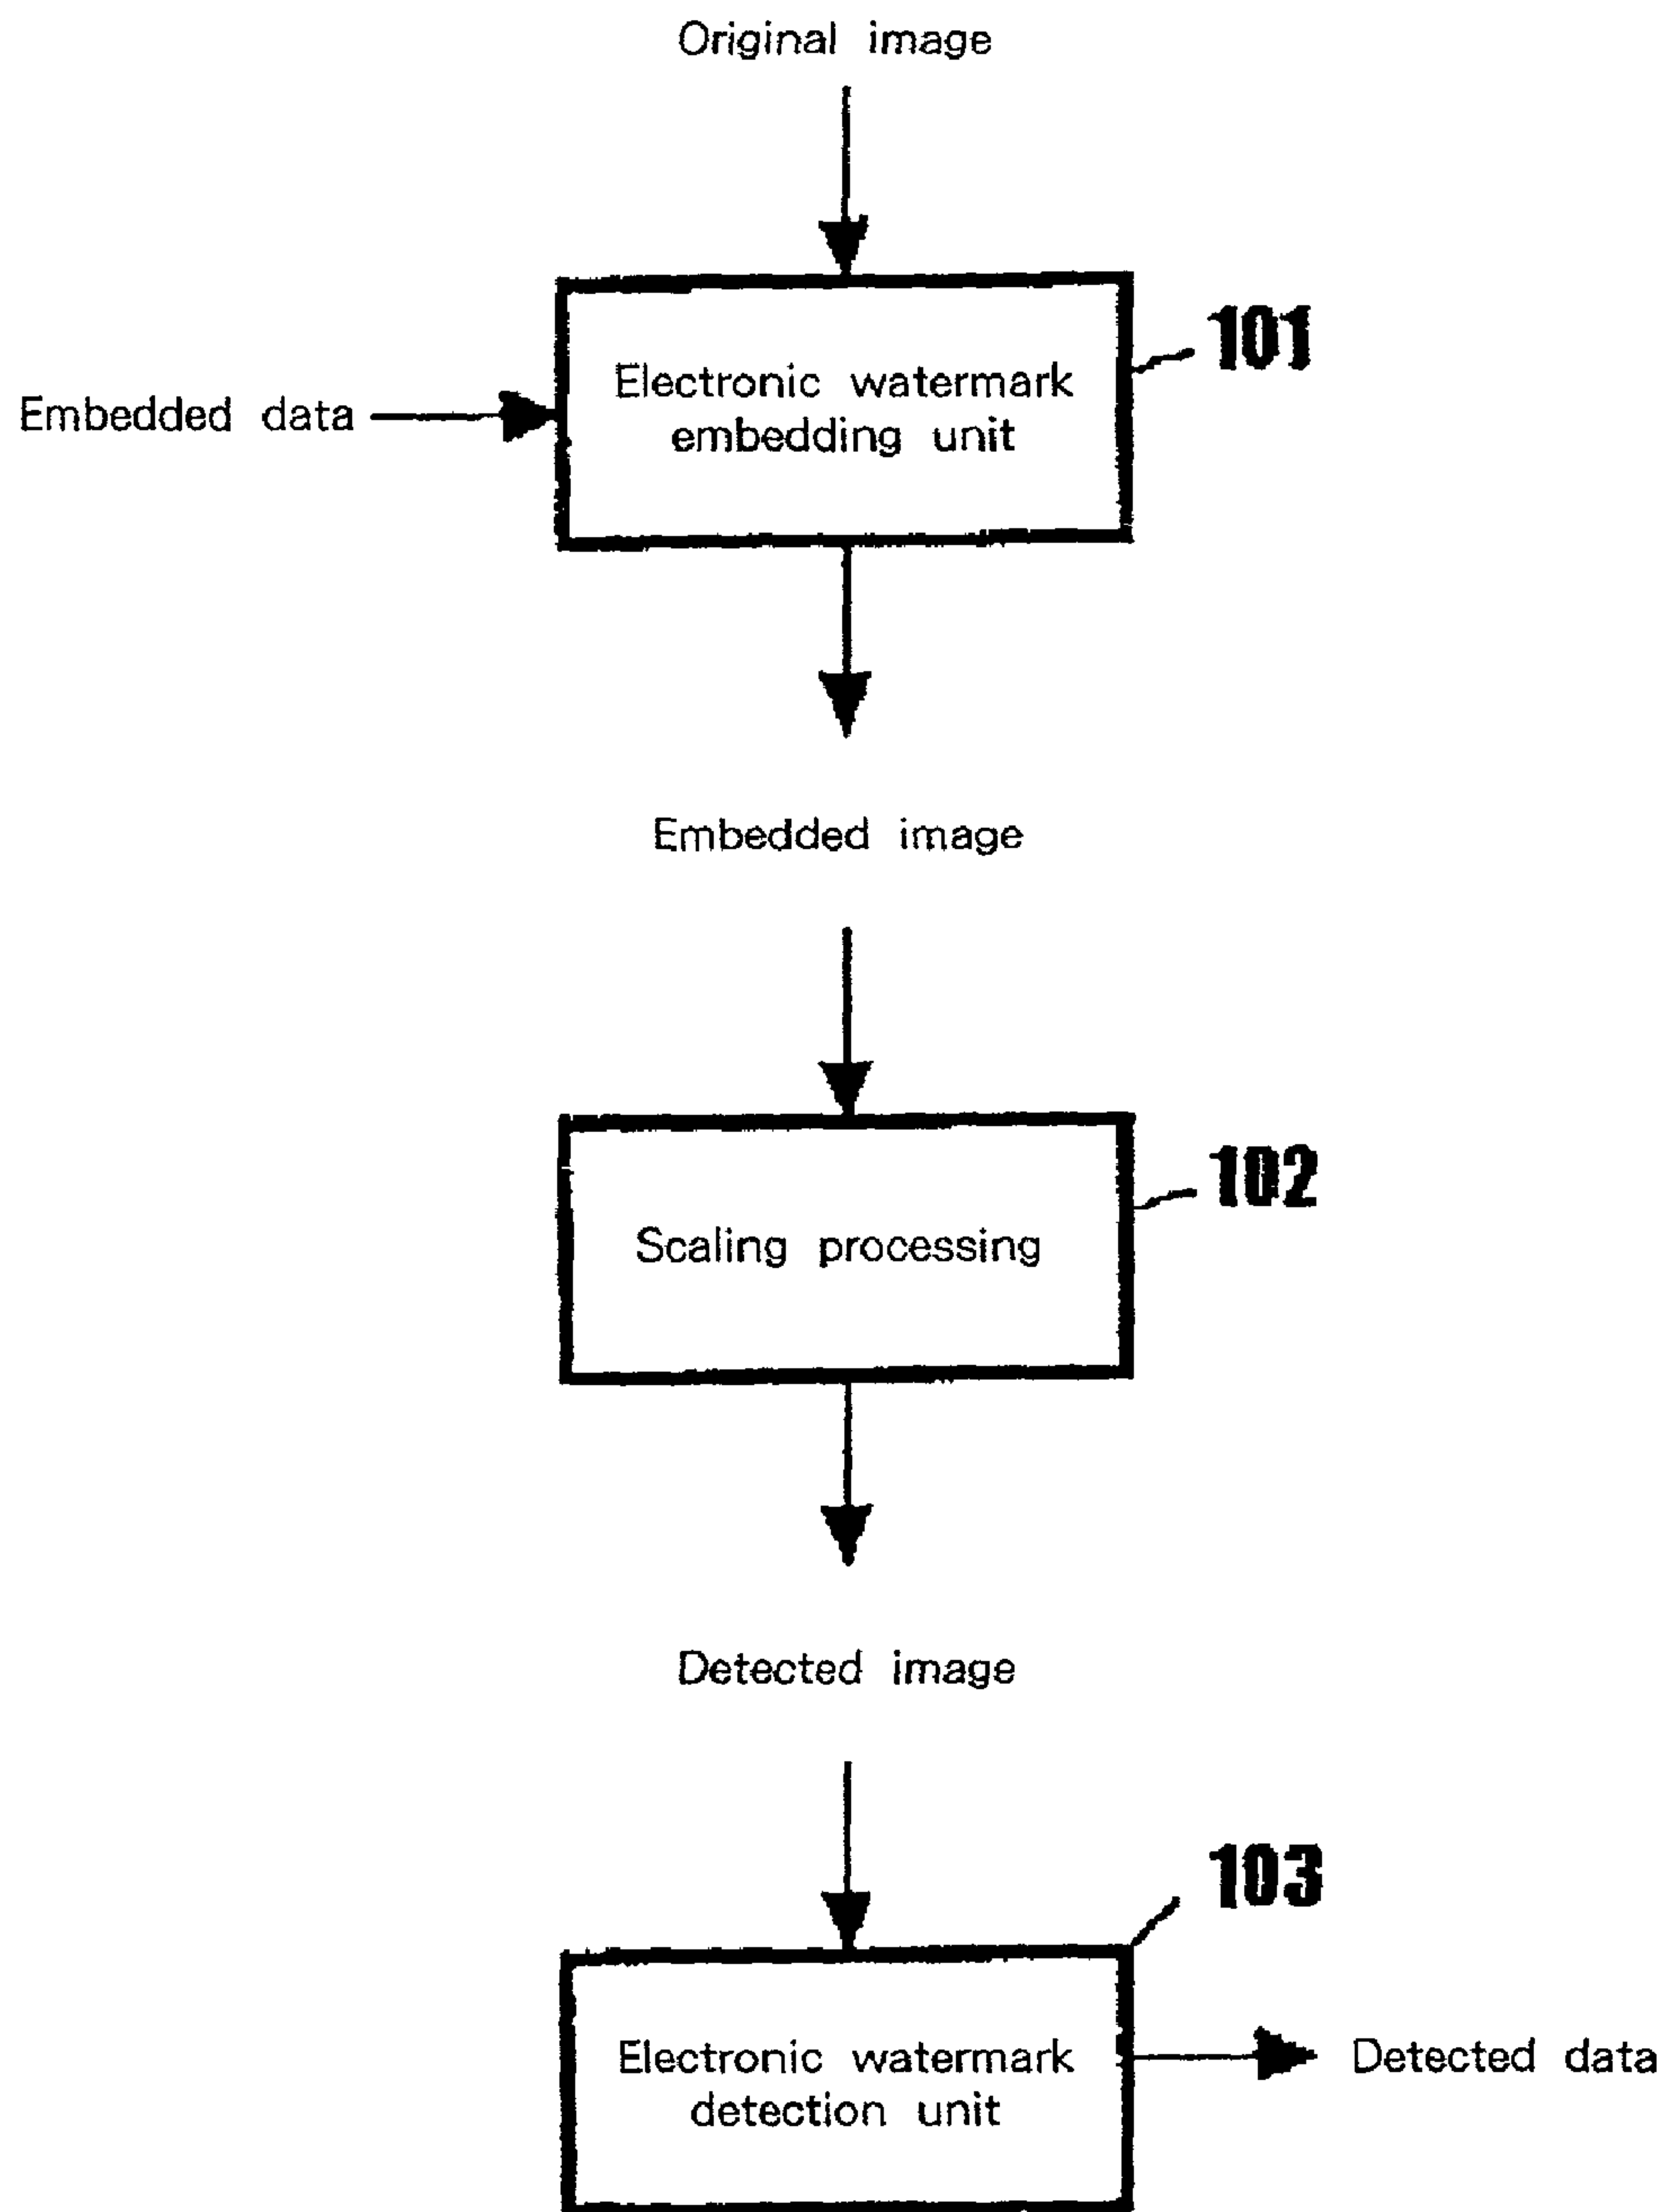 Original image
101
Embedded data
Electronic watermark
embedding unit
Embedded image
102
Scaling processing
Detected image
103
Electronic watermark
detection unit
Detected data